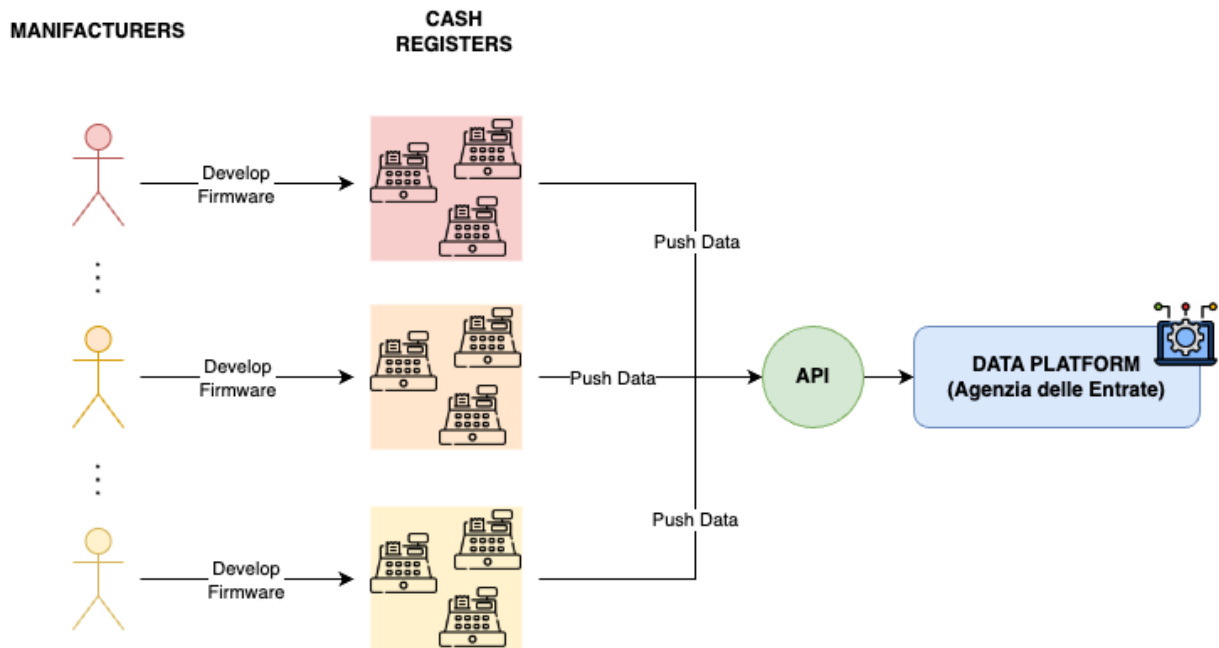 MANIFACTURERS
CASH
REGISTERS
Develop
Firmware
Push Data
Develop
Firmware
Push Data
API
DATA PLATFORM
(Agenzia delle Entrate)
Push Data
Develop
Firmware